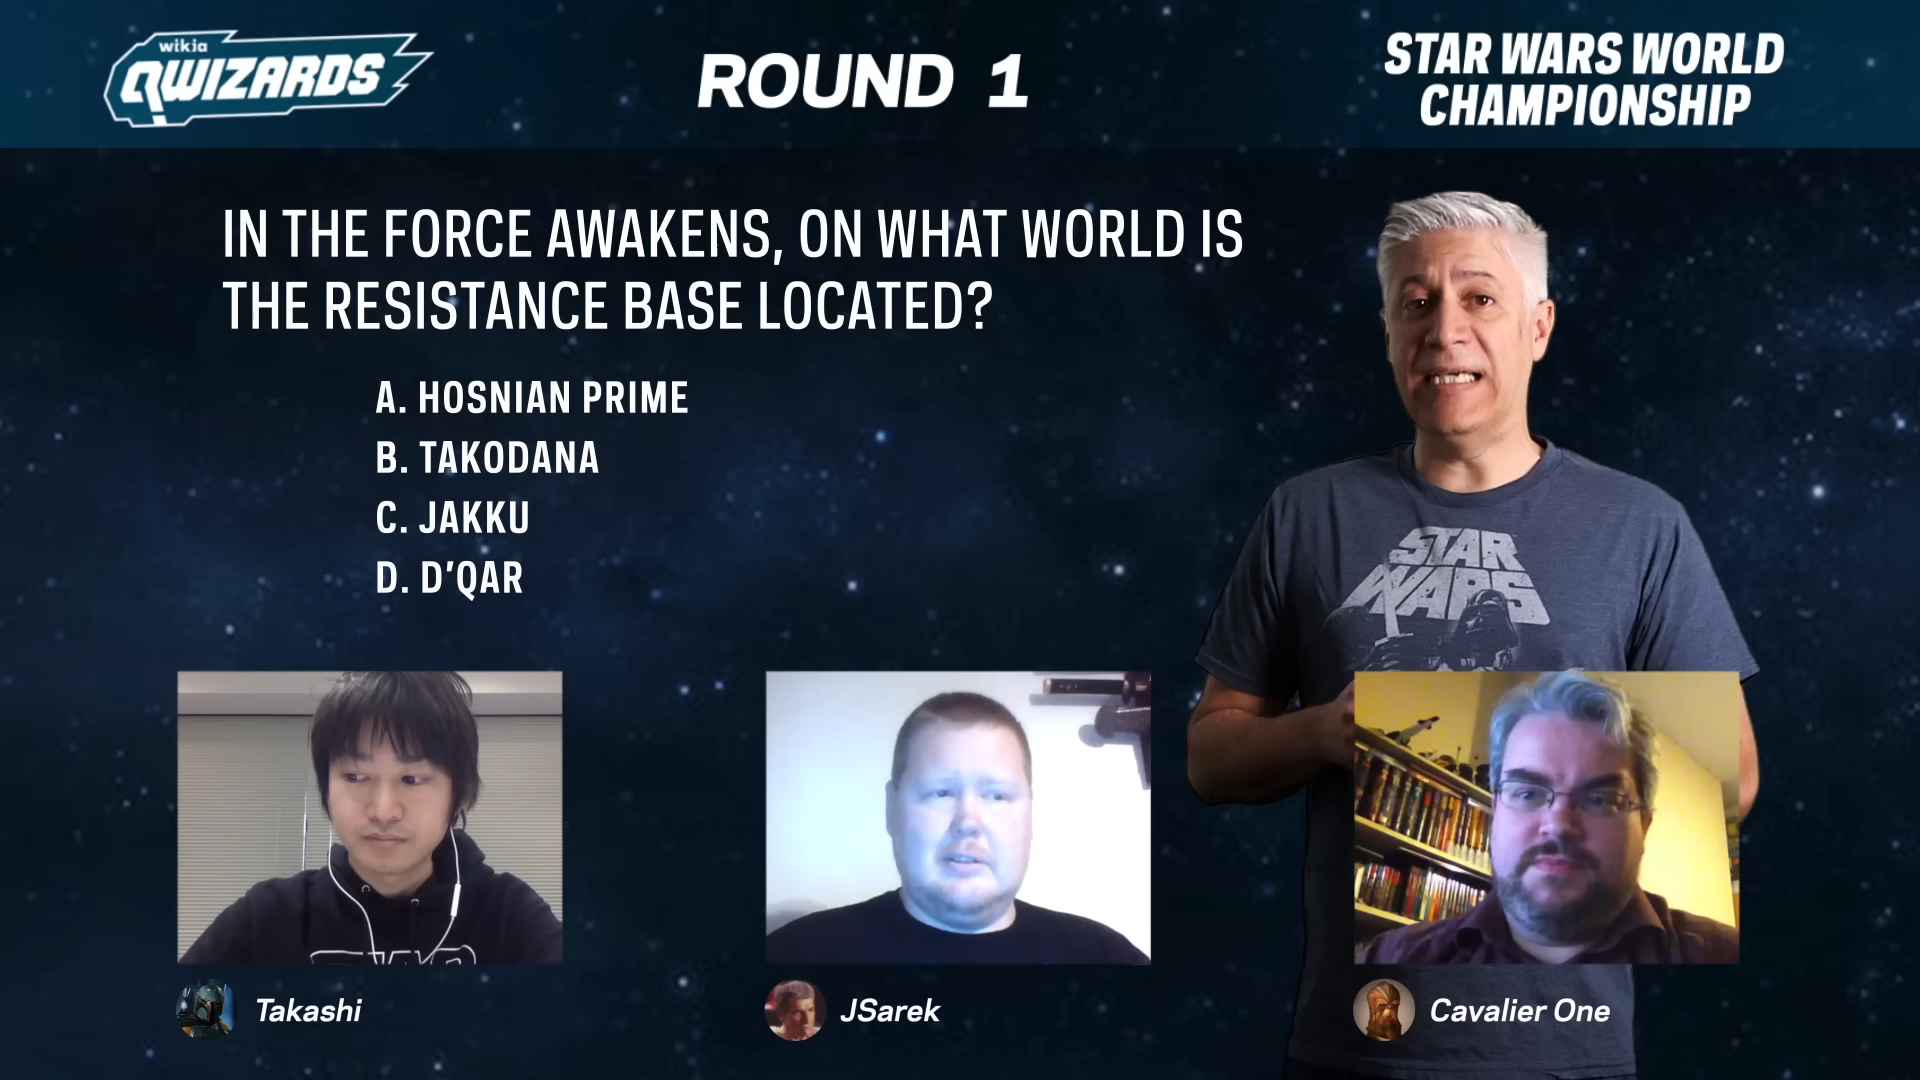 wikia
QWIZARDS
ROUND 1
STAR WARS WORLD
CHAMPIONSHIP
IN THE FORCE AWAKENS, ON WHAT WORLD IS
THE RESISTANCE BASE LOCATED?
A. HOSNIAN PRIME
B. TAKODANA
C. JAKKU
D. D'QAR
STAR
WARS
Takashi
JSarek
Cavalier One